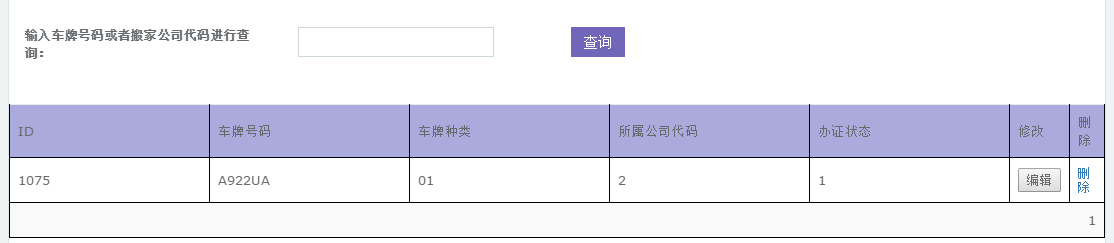 输入车牌号码或者搬家公司代码进行查
询：
查询
ID 车牌号码 车牌种类 所属公司代码 办证状态 修改 删
除
1075 A922UA 01 2 1 编辑 删
除
1